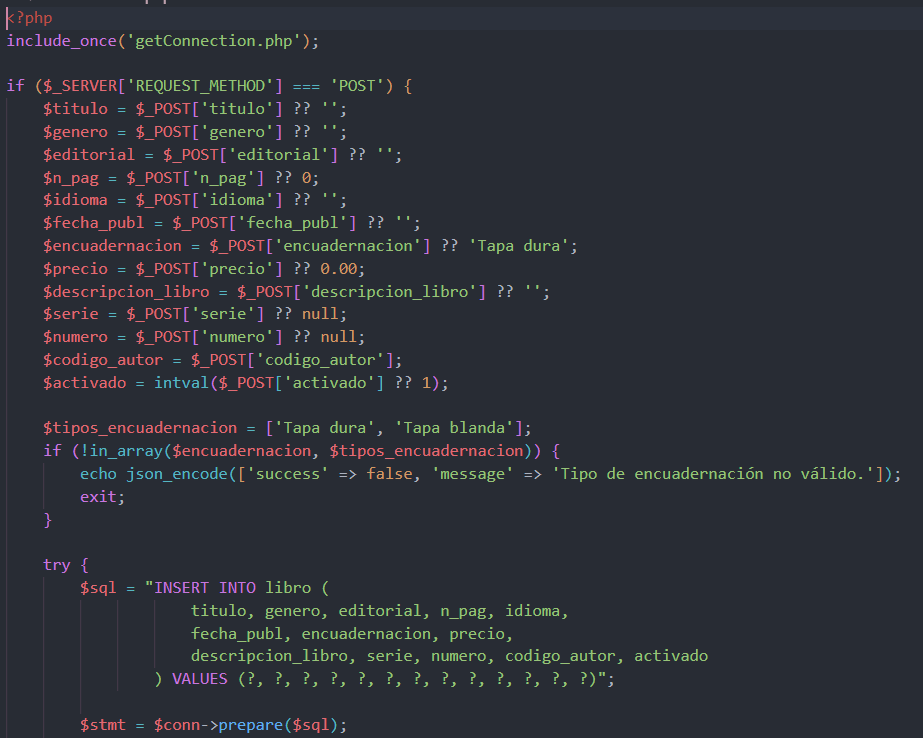 <?php
include_once('getConnection.php');
if ($_SERVER['REQUEST_METHOD'] === 'POST') {
$titulo = $_POST['titulo'] ?? '';
$genero = $_POST['genero'] ?? '';
$editorial = $_POST['editorial'] ?? '';
$n_pag = $_POST['n_pag'] ?? 0;
$idioma = $_POST['idioma'] ?? '';
$fecha_publ = $_POST['fecha_publ'] ?? '';
$encuadernacion = $_POST['encuadernacion'] ?? 'Tapa dura';
$precio = $_POST['precio'] ?? 0.00;
$descripcion_libro = $_POST['descripcion_libro'] ?? '';
$serie = $_POST['serie'] ?? null;
$numero = $_POST['numero'] ?? null;
$codigo_autor = $_POST['codigo_autor'];
$activado = intval($_POST['activado'] ?? 1);
$tipos_encuadernacion = ['Tapa dura', 'Tapa blanda'];
if (!in_array($encuadernacion, $tipos_encuadernacion)) {
echo json_encode(['success' => false, 'message' => 'Tipo de encuadernación no válido.']);
exit;
}
try {
$sql = "INSERT INTO libro (
titulo, genero, editorial, n_pag, idioma,
fecha_publ, encuadernacion, precio,
descripcion_libro, serie, numero, codigo_autor, activado
) VALUES (?, ?, ?, ?, ?, ?, ?, ?, ?, ?, ?, ?, ?)";
$stmt = $conn->prepare($sql);